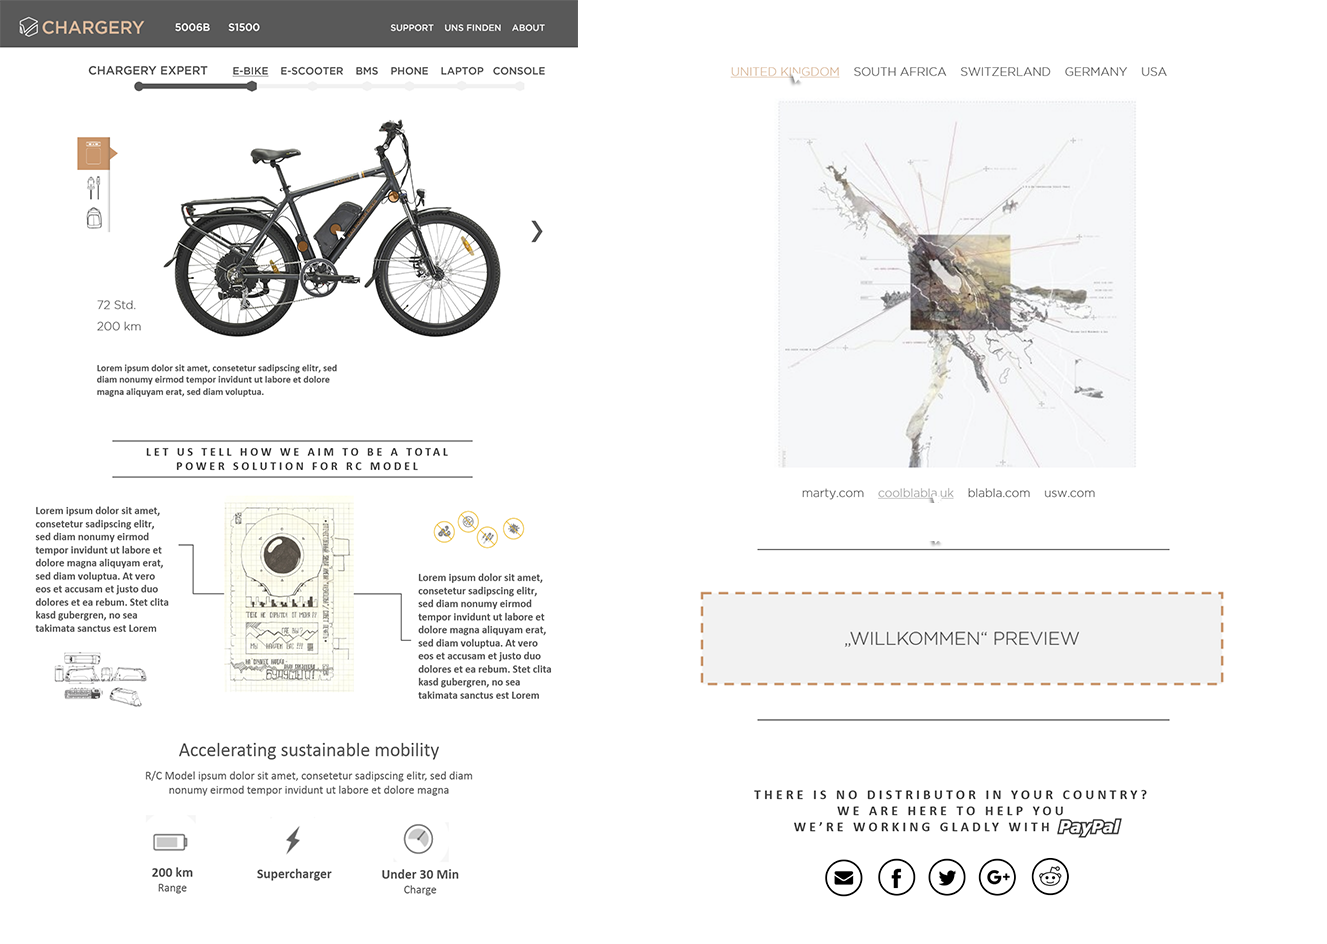 CHARGERY
5006B S1500
SUPPORT UNS FINDEN ABOUT
CHARGERY EXPERT E-BIKE E-SCOOTER BMS PHONE LAPTOP CONSOLE
72 Std.
200 km
Lorem ipsum dolor sit amet, consetetur sadipscing elitr, sed
diam nonumy eirmod tempor invidunt ut labore et dolore
magna aliquyam erat, sed diam voluptua.
LET US TELL HOW WE AIM TO BE A TOTAL
POWER SOLUTION FOR RC MODEL
Lorem ipsum dolor sit amet,
consetetur sadipscing elitr,
sed diam nonumy eirmod
tempor invidunt ut labore et
dolore magna aliquyam erat,
sed diam voluptua. At vero
eos et accusam et justo duo
dolores et ea rebum. Stet clita
kasd gubergren, no sea
takimata sanctus est Lorem
Lorem ipsum dolor sit amet,
consetetur sadipscing elitr,
sed diam nonumy eirmod
tempor invidunt ut labore et
dolore magna aliquyam erat,
sed diam voluptua. At vero
eos et accusam et justo duo
dolores et ea rebum. Stet clita
kasd gubergren, no sea
takimata sanctus est Lorem
Accelerating sustainable mobility
R/C Model ipsum dolor sit amet, consetetur sadipscing elitr, sed diam
nonumy eirmod tempor invidunt ut labore et dolore magna
200 km
Range
Supercharger
Under 30 Min
Charge
UNITED KINGDOM SOUTH AFRICA SWITZERLAND GERMANY USA
marty.com coolblabla.uk blabla.com usw.com
„WILLKOMMEN“ PREVIEW
THERE IS NO DISTRIBUTOR IN YOUR COUNTRY?
WE ARE HERE TO HELP YOU
WE'RE WORKING GLADLY WITH PayPal